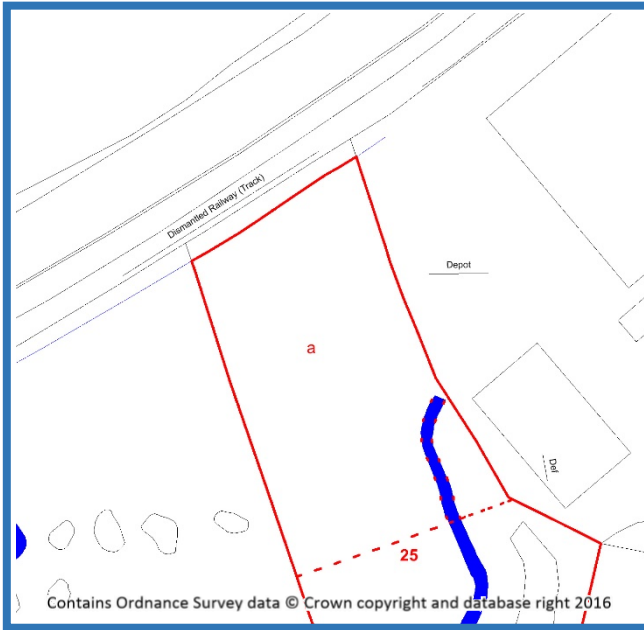 Dismantled Railway (Track)
Depot
a
Def
25
Contains Ordnance Survey data © Crown copyright and database right 2016